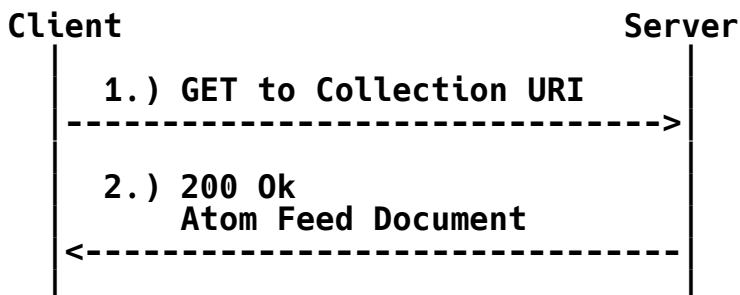 Client Server
1.) GET to Collection URI
2.) 200 Ok
Atom Feed Document